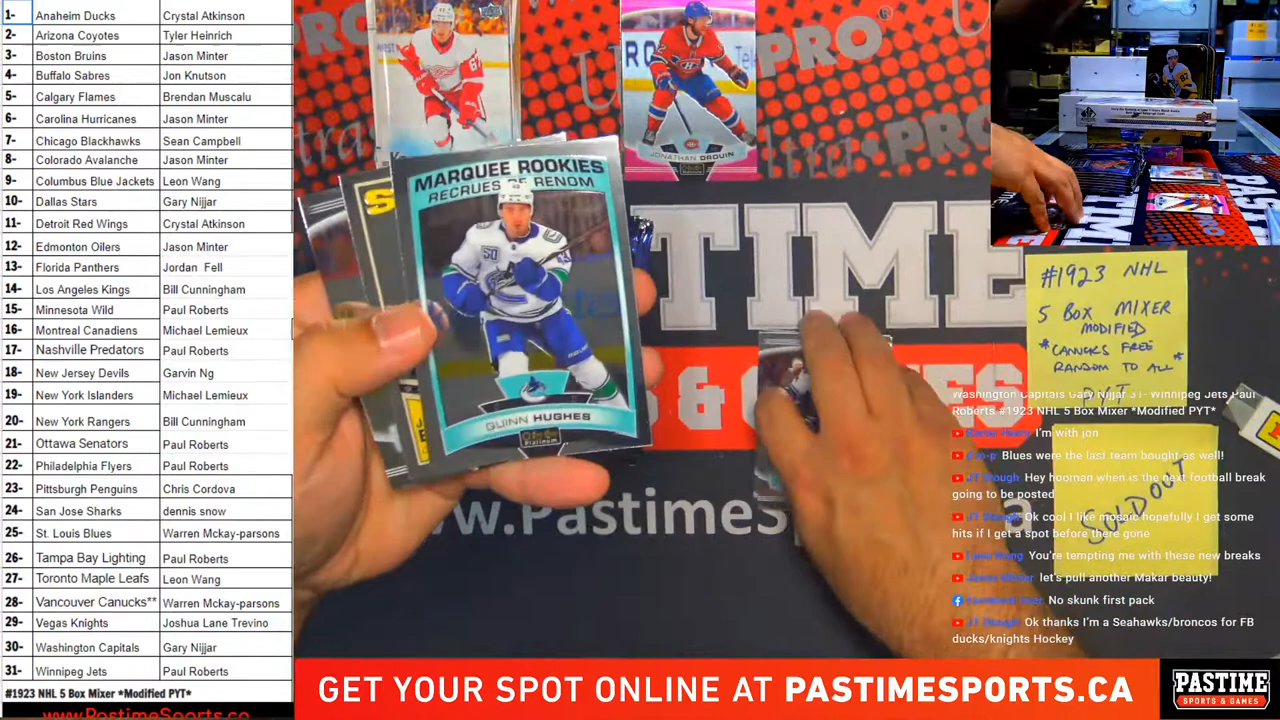 1- Anaheim Ducks Crystal Atkinson
2- Arizona Coyotes Tyler Heinrich
3- Boston Bruins Jason Minter
4- Buffalo Sabres Jon Knutson
5- Calgary Flames Brendan Muscalu
6- Carolina Hurricanes Jason Minter
7- Chicago Blackhawks Sean Campbell
8- Colorado Avalanche Jason Minter
9- Columbus Blue Jackets Leon Wang
10- Dallas Stars Gary Nijjar
11- Detroit Red Wings Crystal Atkinson
12- Edmonton Oilers Jason Minter
13- Florida Panthers Jordan Fell
14- Los Angeles Kings Bill Cunningham
15- Minnesota Wild Paul Roberts
16- Montreal Canadiens Michael Lemieux
17- Nashville Predators Paul Roberts
18- New Jersey Devils Garvin Ng
19- New York Islanders Michael Lemieux
20- New York Rangers Bill Cunningham
21- Ottawa Senators Paul Roberts
22- Philadelphia Flyers Paul Roberts
23- Pittsburgh Penguins Chris Cordova
24- San Jose Sharks dennis snow
25- St. Louis Blues Warren Mckay-parsons
26- Tampa Bay Lighting Paul Roberts
27- Toronto Maple Leafs Leon Wang
28- Vancouver Canucks** Warren Mckay-parsons
29- Vegas Knights Joshua Lane Trevino
30- Washington Capitals Gary Nijjar
31- Winnipeg Jets Paul Roberts
#1923 NHL 5 Box Mixer *Modified PYT*
www.PastimeSports.ca
JONATHAN DROUIN
MARQUEE ROOKIES
RECRUES DE RENOM
QUINN HUGHES
O-Pee-Chee
Platinum
PRO
TIME
& G MES
www.PastimeSp
#1923 NHL
5 BOX MIXER
MODIFIED
*CANUCKS FREE
RANDOM TO ALL*
SOLD OUT
Washington Capitals Gary Nijjar 31- Winnipeg Jets Paul
Roberts #1923 NHL 5 Box Mixer *Modified PYT*
I'm with jon
Blues were the last team bought as well!
Hey hoornan when is the next football break
going to be posted
Ok cool I like mosaic hopefully I get some
hits if I get a spot before there gone
You're tempting me with these new breaks
let's pull another Makar beauty!
No skunk first pack
Ok thanks I'm a Seahawks/broncos for FB
ducks/knights Hockey
GET YOUR SPOT ONLINE AT PASTIMESPORTS.CA
PASTIME
SPORTS & GAMES